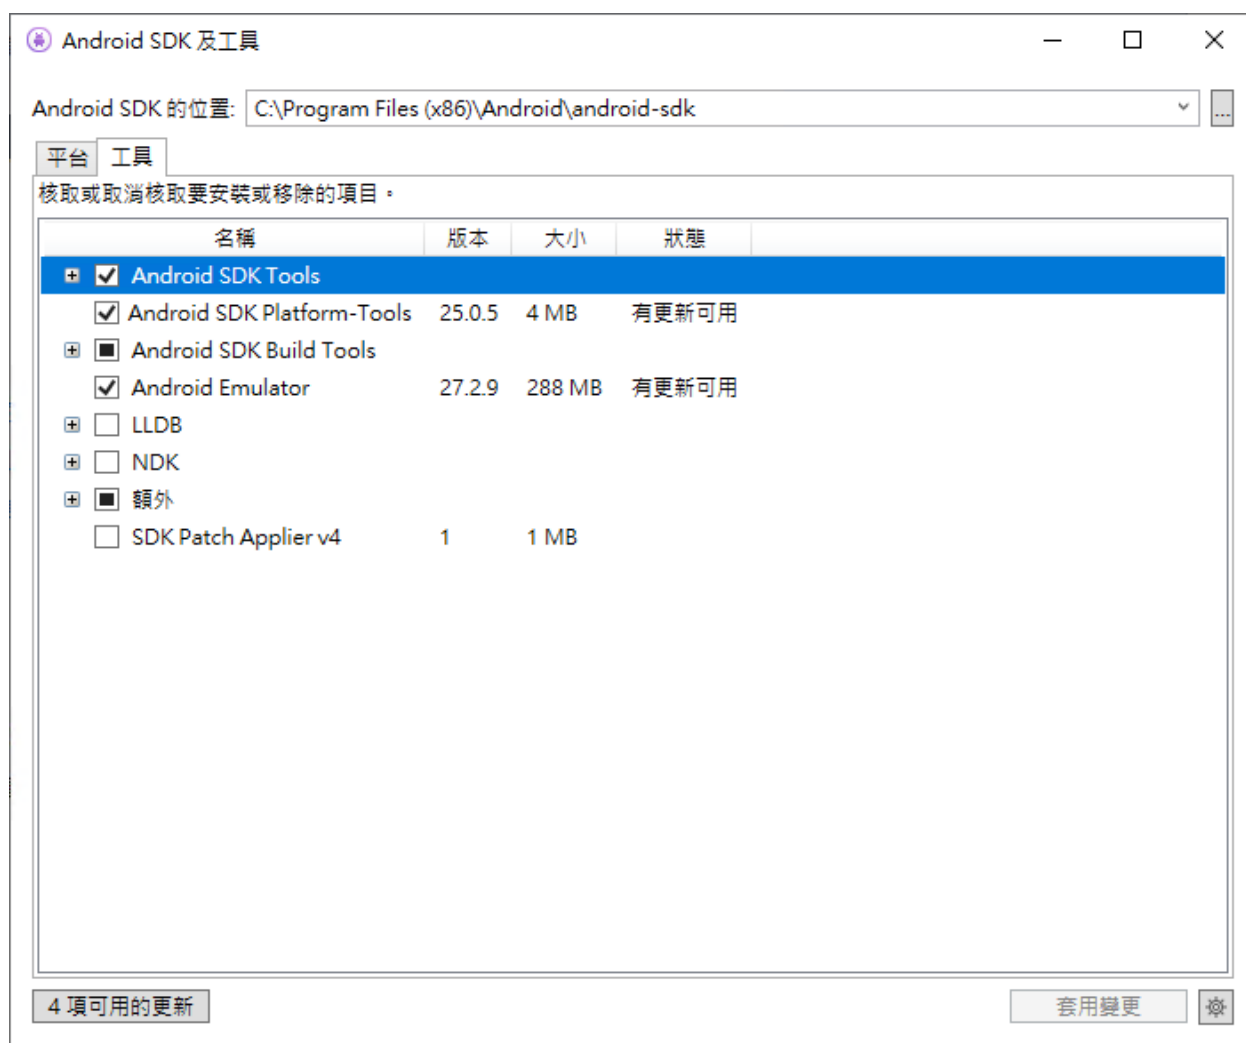 Android SDK 及工具
Android SDK 的位置: C:\Program Files (x86)\Android\android-sdk ...
平台 工具
核取或取消核取要安裝或移除的項目。
名稱 版本 大小 狀態
Android SDK Tools
Android SDK Platform-Tools 25.0.5 4 MB 有更新可用
Android SDK Build Tools
Android Emulator 27.2.9 288 MB 有更新可用
LLDB
NDK
額外
SDK Patch Applier v4 1 1 MB
4 項可用的更新 套用變更